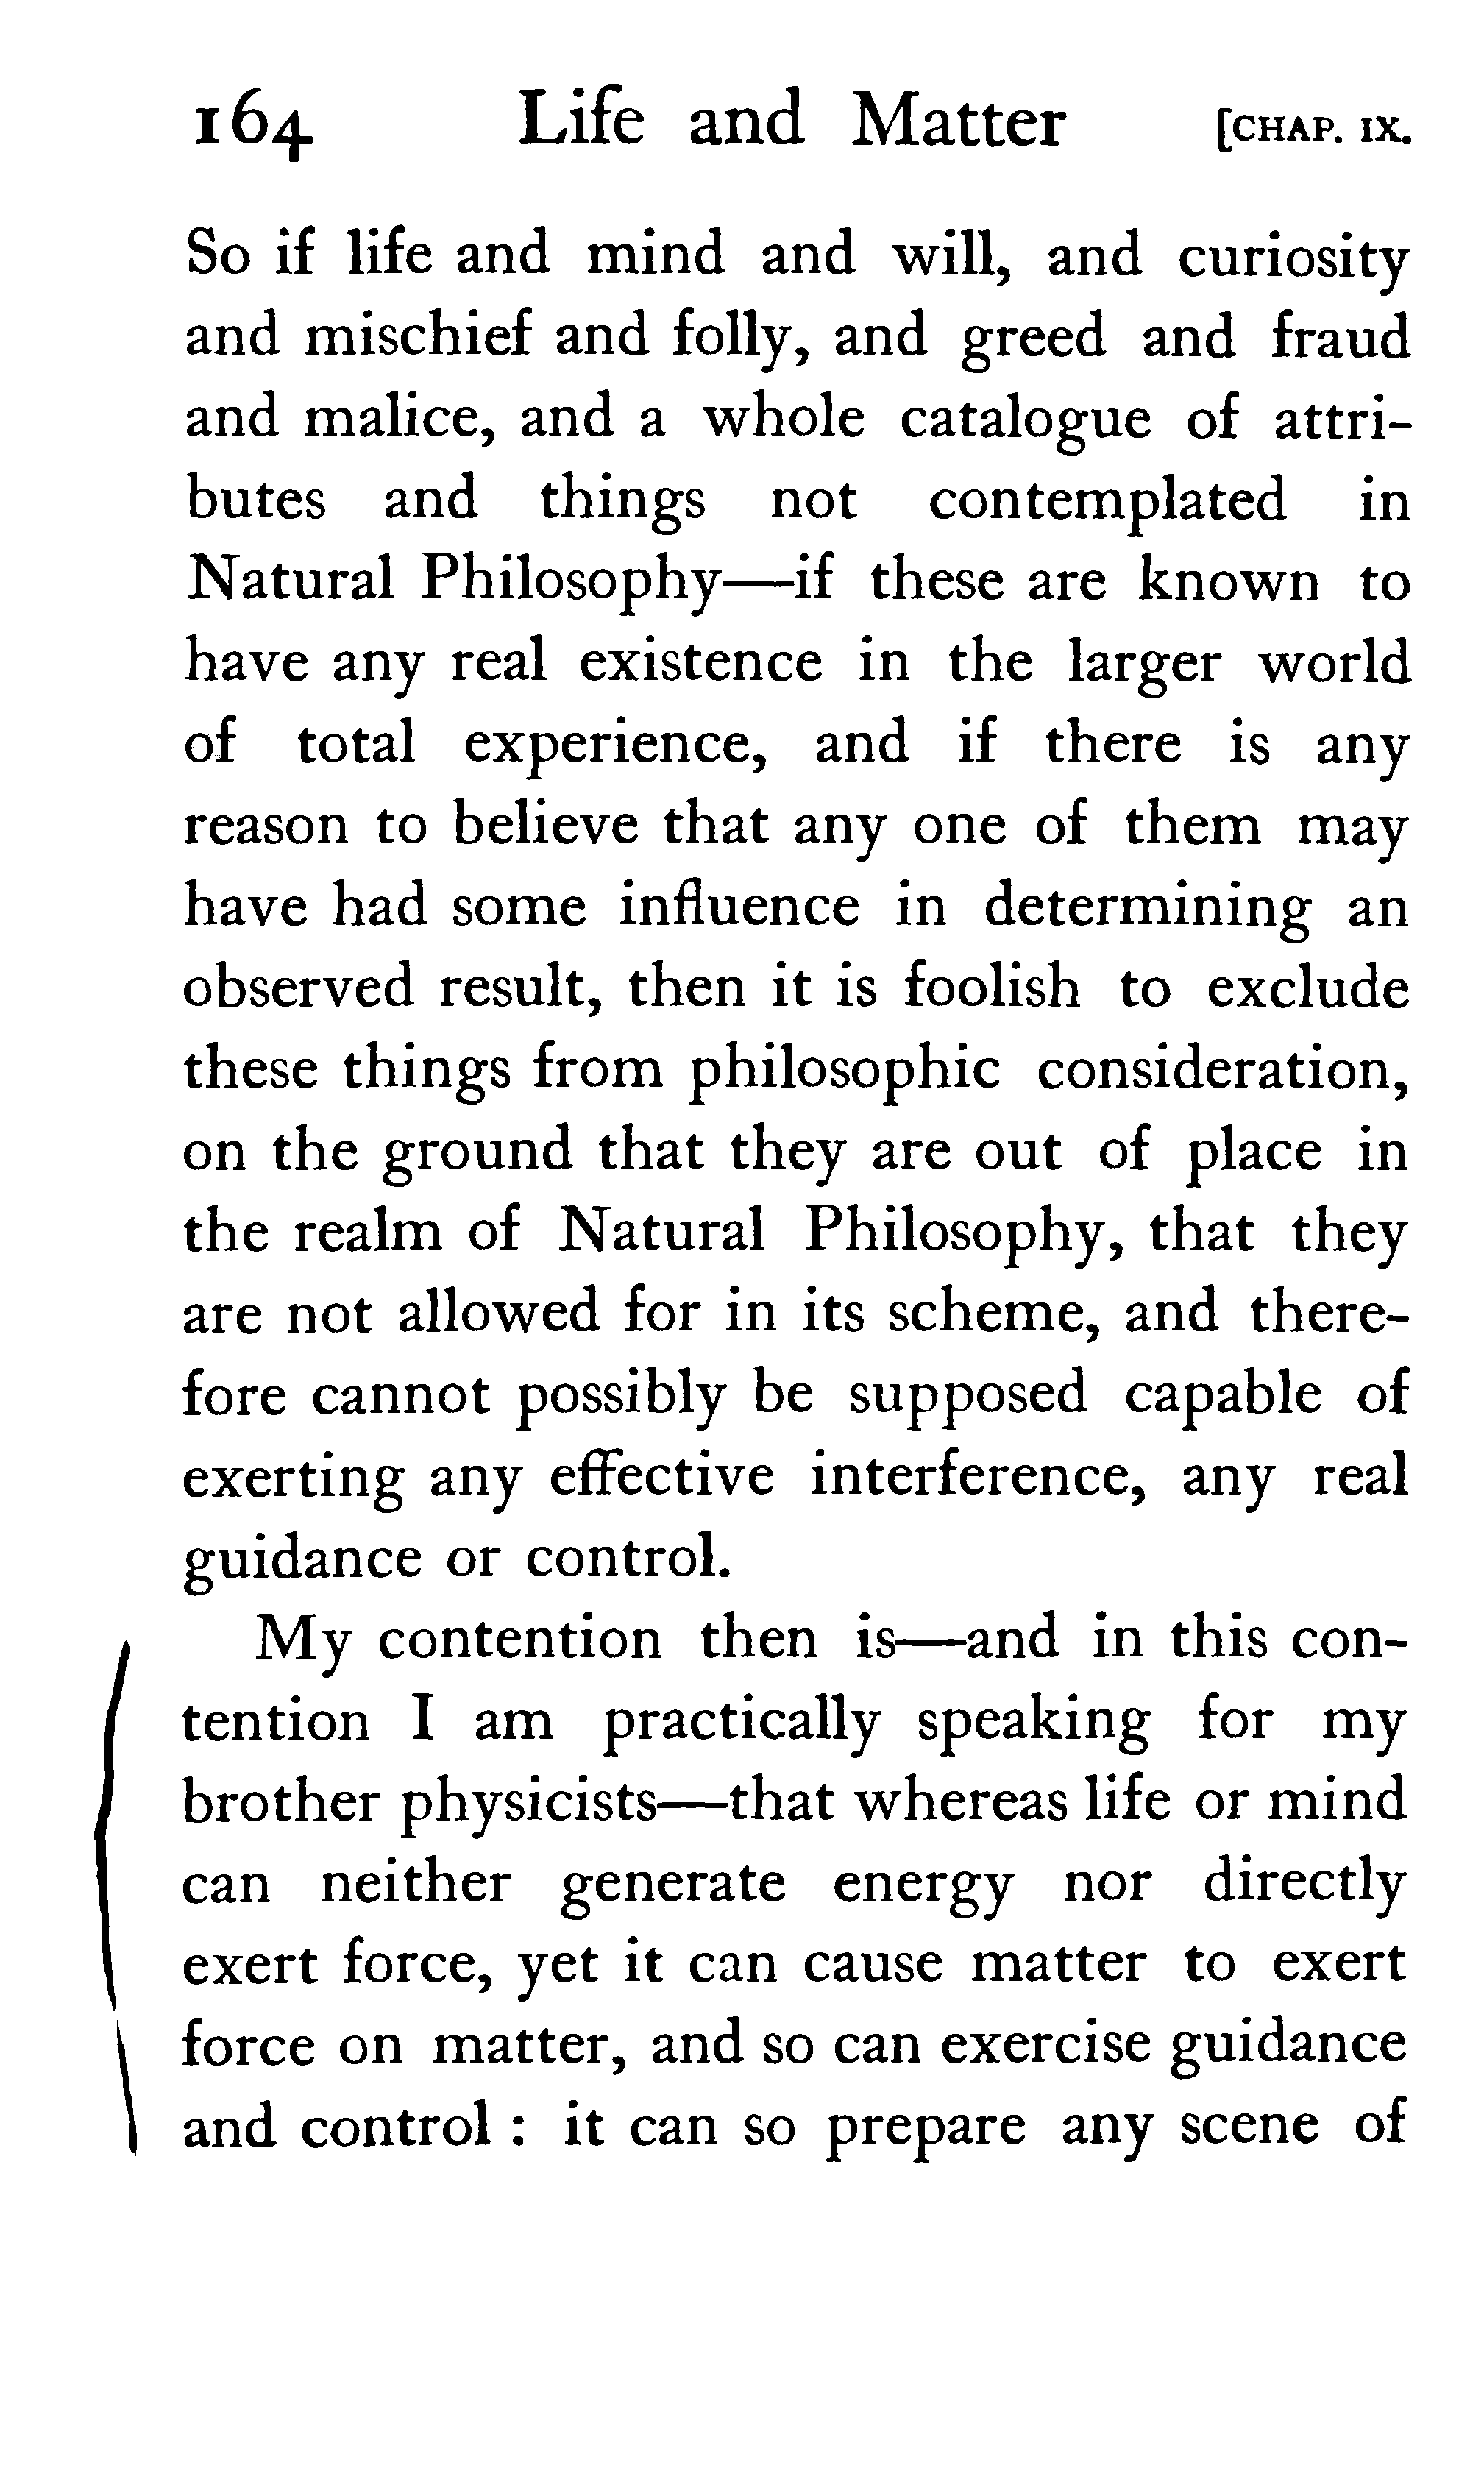 164 Life and Matter [CHAP. IX.
So if life and mind and will, and curiosity
and mischief and folly, and greed and fraud
and malice, and a whole catalogue of attri-
butes and things not contemplated in
Natural Philosophy—if these are known to
have any real existence in the larger world
of total experience, and if there is any
reason to believe that any one of them may
have had some influence in determining an
observed result, then it is foolish to exclude
these things from philosophic consideration,
on the ground that they are out of place in
the realm of Natural Philosophy, that they
are not allowed for in its scheme, and there-
fore cannot possibly be supposed capable of
exerting any effective interference, any real
guidance or control.
My contention then is—and in this con-
tention I am practically speaking for my
brother physicists—that whereas life or mind
can neither generate energy nor directly
exert force, yet it can cause matter to exert
force on matter, and so can exercise guidance
and control : it can so prepare any scene of